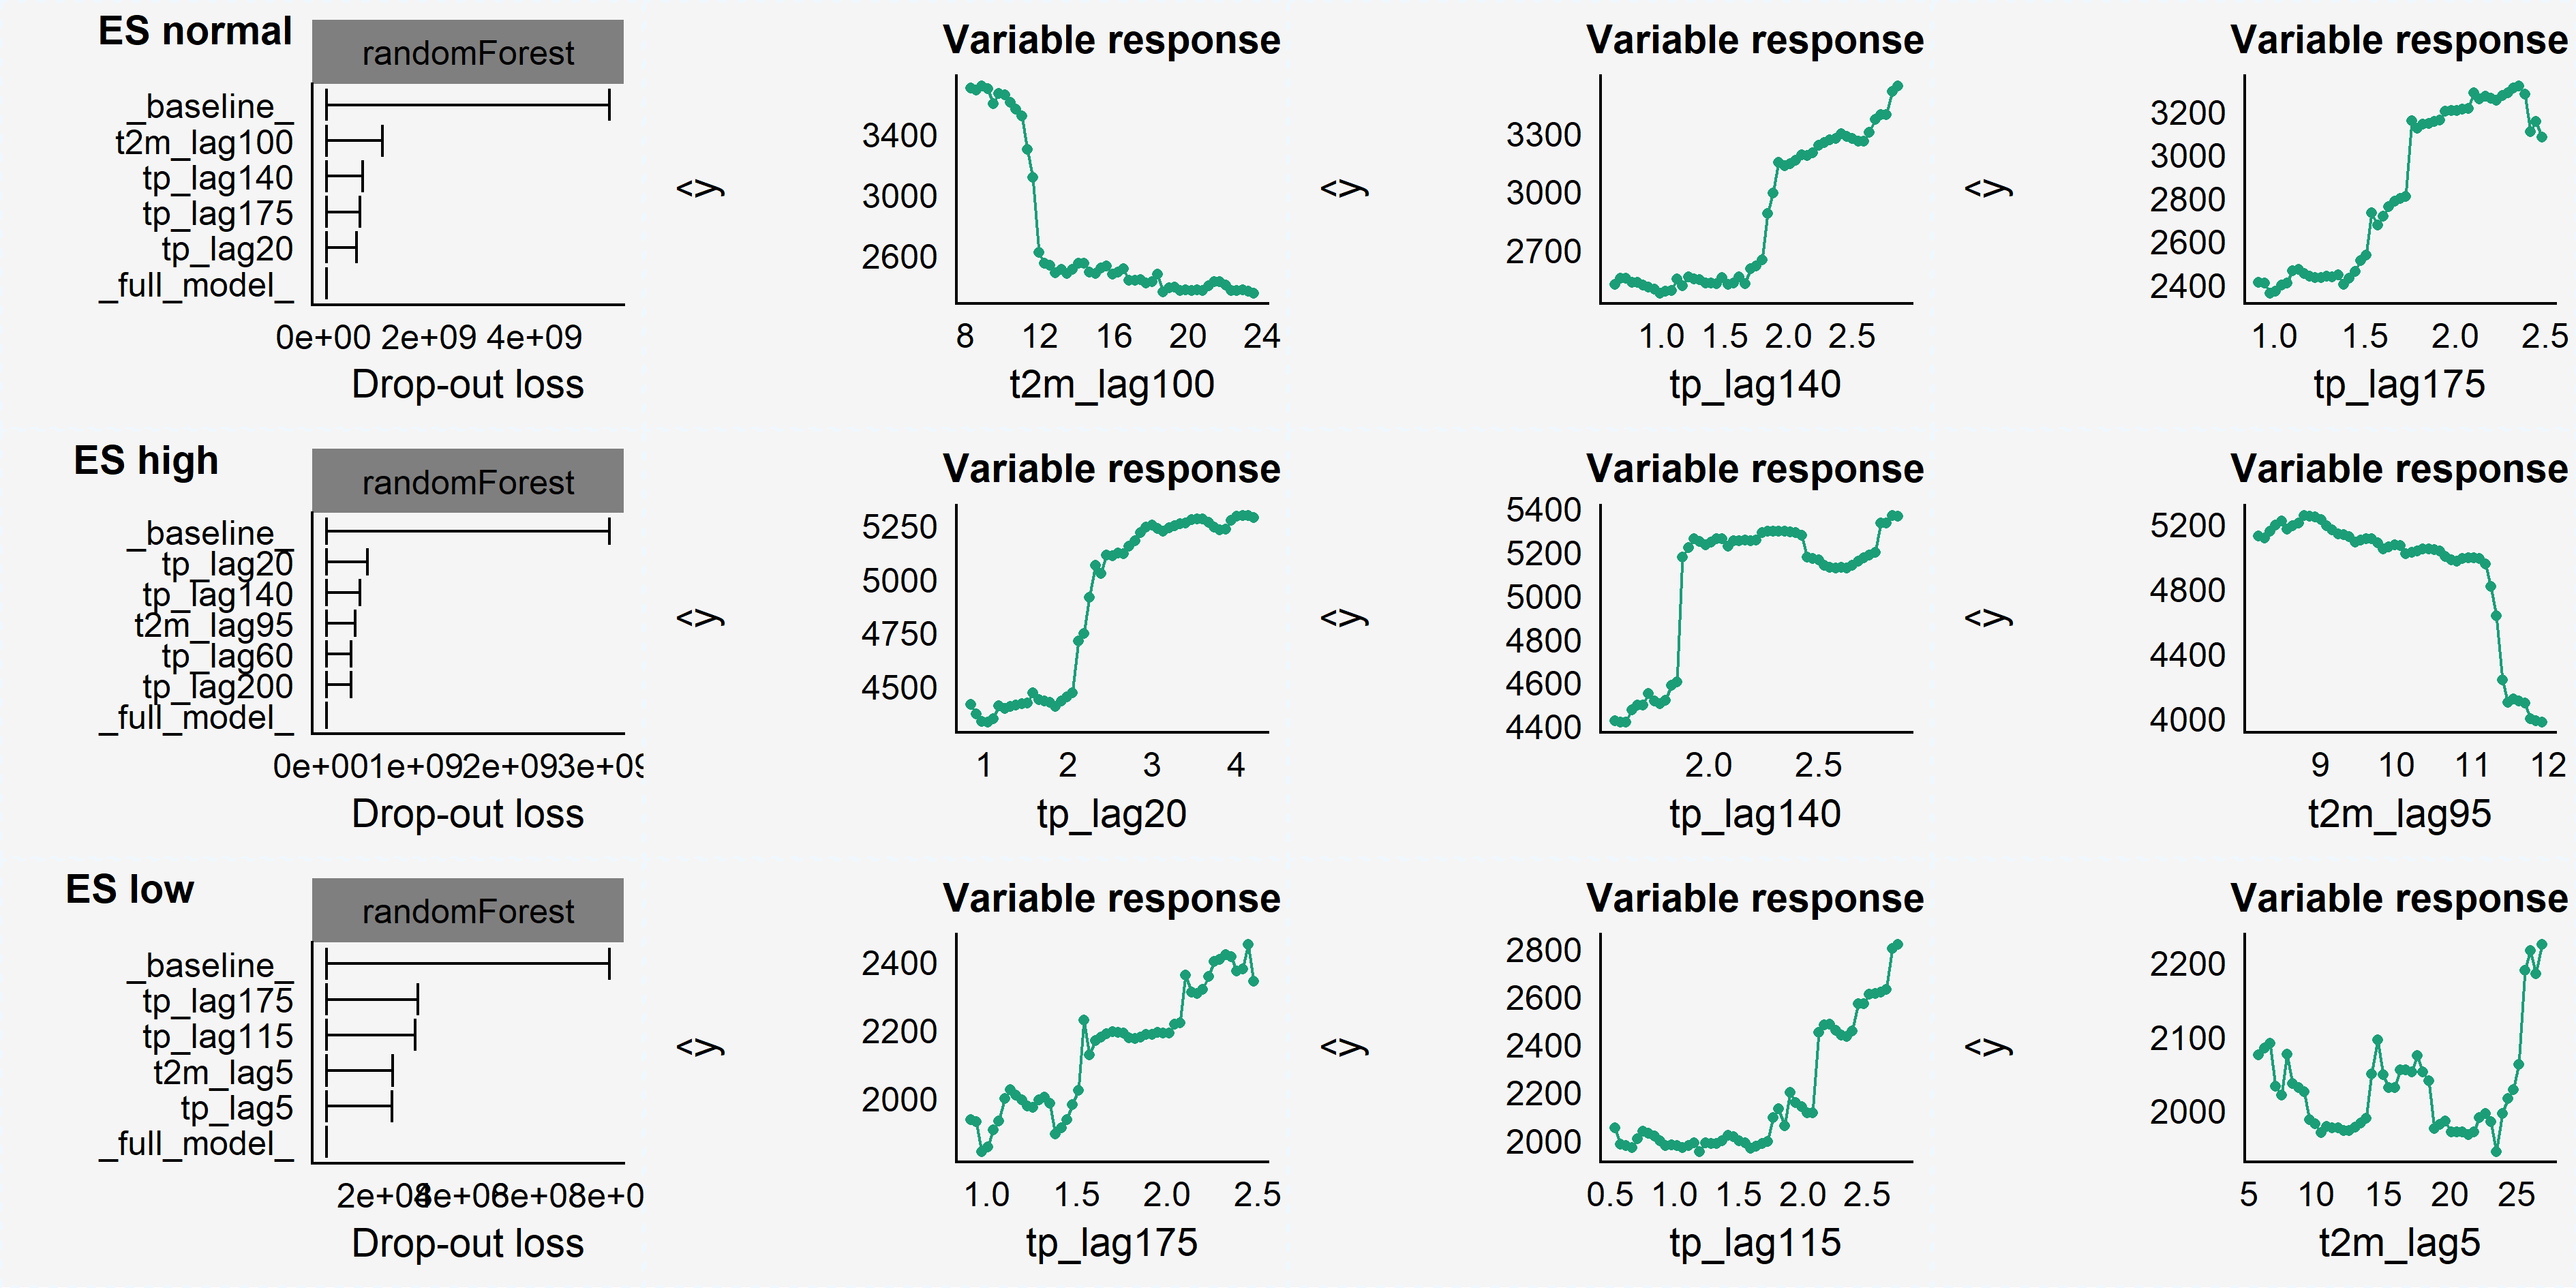 ES normal
randomForest
_baseline_
t2m_lag100
tp_lag140
tp_lag175
tp_lag20
_full_model_
0e+00 2e+09 4e+09
Drop-out loss
Variable response
3400
3000
2600
8 12 16 20 24
t2m_lag100
Variable response
3300
3000
2700
1.0 1.5 2.0 2.5
tp_lag140
Variable response
3200
3000
2800
2600
2400
1.0 1.5 2.0 2.5
tp_lag175
ES high
randomForest
_baseline_
tp_lag20
tp_lag140
t2m_lag95
tp_lag60
tp_lag200
_full_model_
0e+001e+092e+093e+09
Drop-out loss
Variable response
5250
5000
4750
4500
1 2 3 4
tp_lag20
Variable response
5400
5200
5000
4800
4600
4400
2.0 2.5
tp_lag140
Variable response
5200
4800
4400
4000
9 10 11 12
t2m_lag95
ES low
randomForest
_baseline_
tp_lag175
tp_lag115
t2m_lag5
tp_lag5
_full_model_
Drop-out loss
Variable response
2400
2200
2000
1.0 1.5 2.0 2.5
tp_lag175
Variable response
2800
2600
2400
2200
2000
0.5 1.0 1.5 2.0 2.5
tp_lag115
Variable response
2200
2100
2000
5 10 15 20 25
t2m_lag5